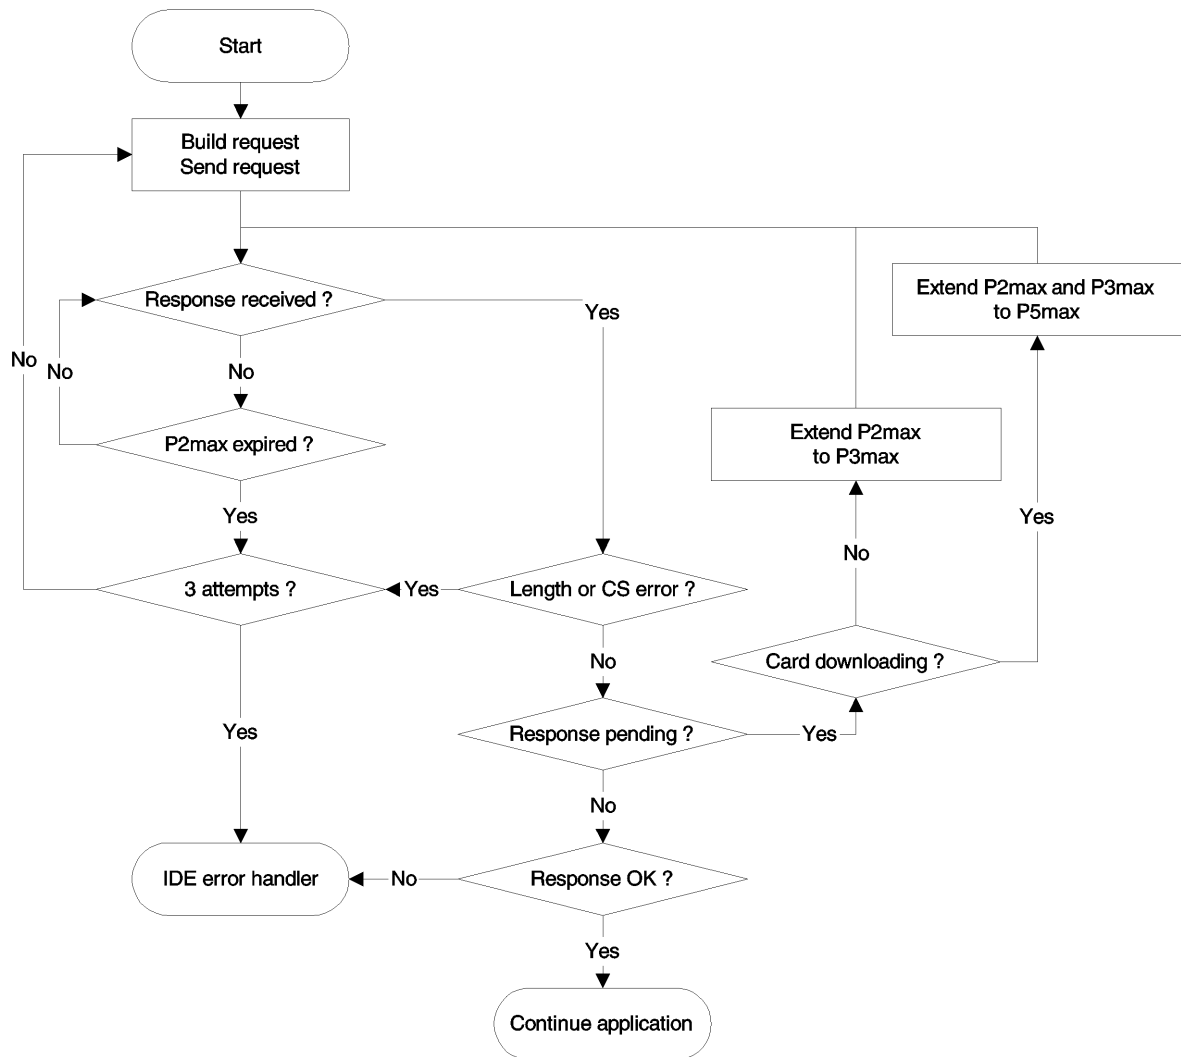 Start
Build request
Send request
Response received ?
Yes
Extend P2max and P3max
to P5max
No
No
No
P2max expired ?
Extend P2max
to P3max
Yes
Yes
No
3 attempts ?
Yes
Length or CS error ?
No
Card downloading ?
Yes
Response pending ?
Yes
No
IDE error handler
No
Response OK ?
Yes
Continue application